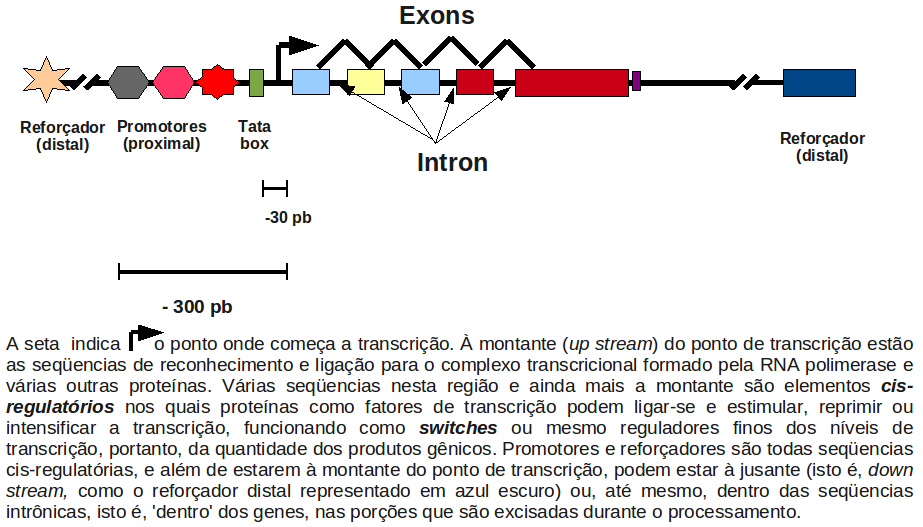 Exons
Reforçador
(distal)
Promotores
(proximal)
Tata
box
Intron
Reforçador
(distal)
-30 pb
- 300 pb
A seta indica o ponto onde começa a transcrição. À montante (up stream) do ponto de transcrição estão
as seqüencias de reconhecimento e ligação para o complexo transcricional formado pela RNA polimerase e
várias outras proteínas. Várias seqüencias nesta região e ainda mais a montante são elementos cis-
regulatórios nos quais proteínas como fatores de transcrição podem ligar-se e estimular, reprimir ou
intensificar a transcrição, funcionando como switches ou mesmo reguladores finos dos níveis de
transcrição, portanto, da quantidade dos produtos gênicos. Promotores e reforçadores são todas seqüencias
cis-regulatórias, e além de estarem à montante do ponto de transcrição, podem estar à jusante (isto é, down
stream, como o reforçador distal representado em azul escuro) ou, até mesmo, dentro das seqüencias
intrônicas, isto é, 'dentro' dos genes, nas porções que são excisadas durante o processamento.